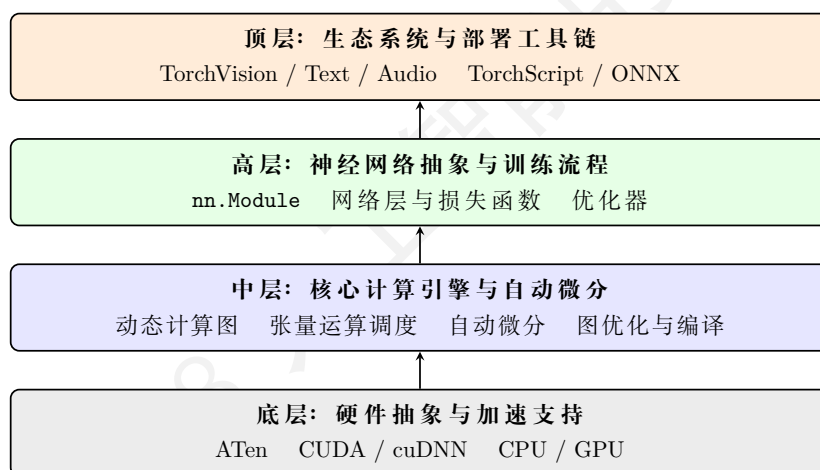 顶层：生态系统与部署工具链
TorchVision / Text / Audio TorchScript / ONNX
高层：神经网络抽象与训练流程
nn.Module 网络层与损失函数 优化器
中层：核心计算引擎与自动微分
动态计算图 张量运算调度 自动微分 图优化与编译
底层：硬件抽象与加速支持
ATen CUDA / cuDNN CPU / GPU